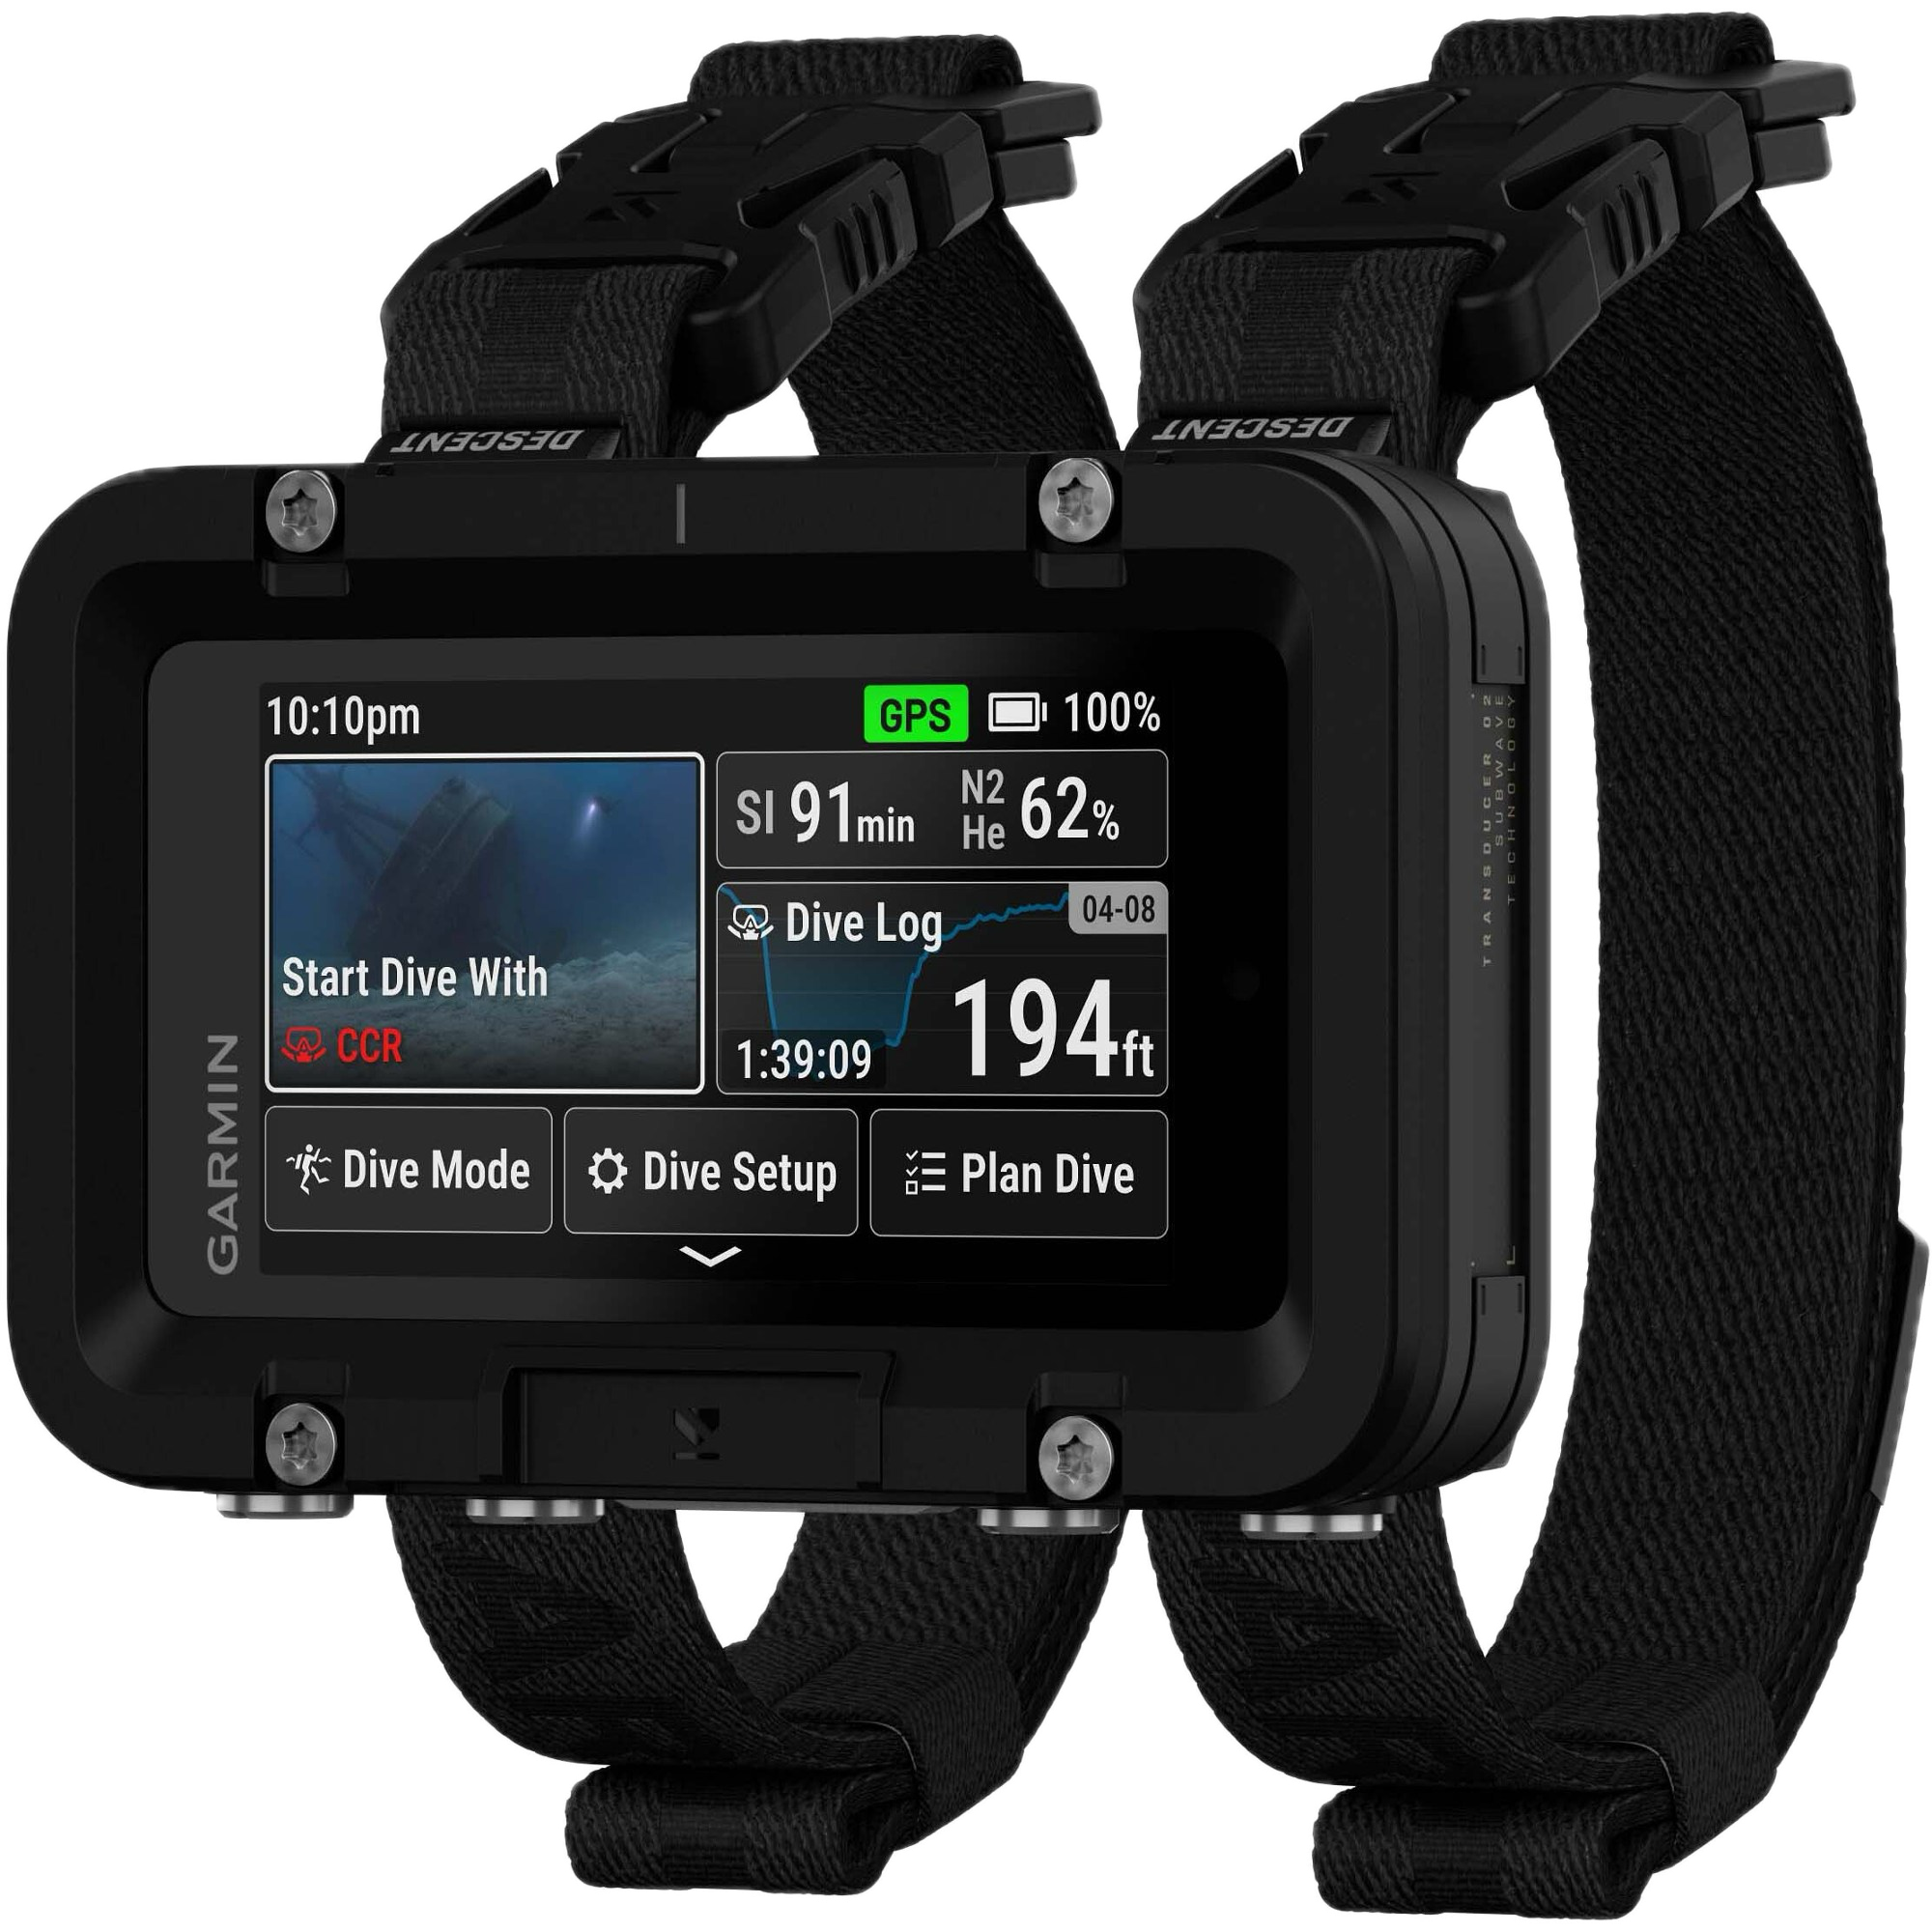 DESCENT
DESCENT
10:10pm GPS 100%
SI 91min N2 He 62%
Dive Log 04-08
Start Dive With
CCR
1:39:09 194ft
Dive Mode Dive Setup Plan Dive
GARMIN
TRANSDUCER 02
SUBWAVE
TECHNOLOGY
L